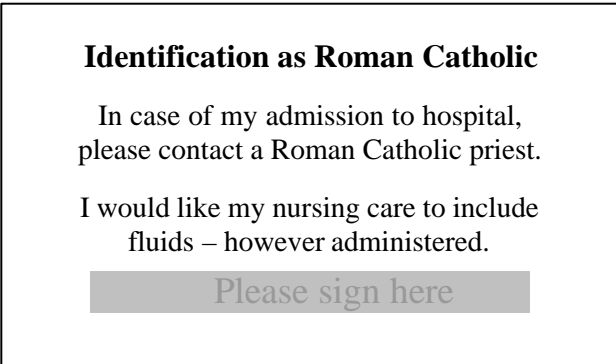 Identification as Roman Catholic
In case of my admission to hospital,
please contact a Roman Catholic priest.
I would like my nursing care to include
fluids – however administered.
Please sign here